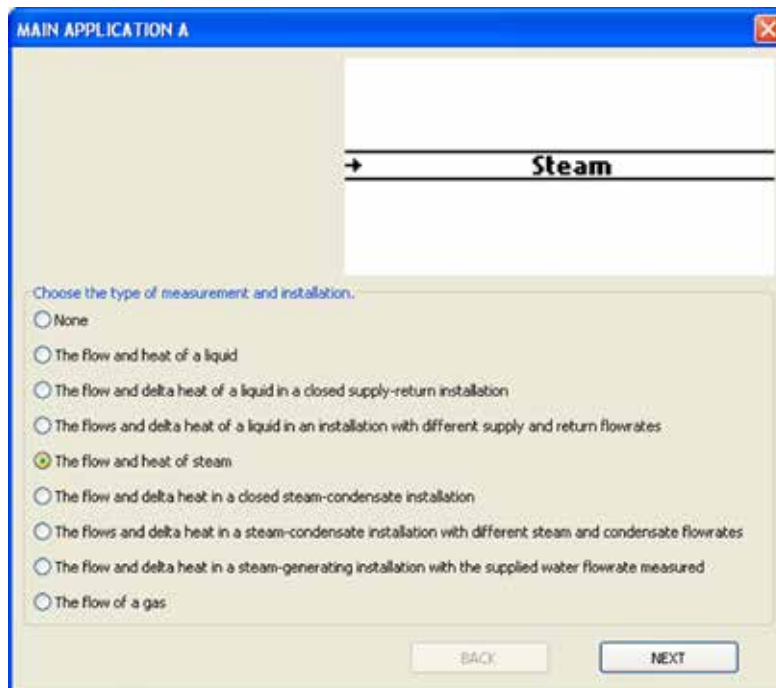 MAIN APPLICATION A
Steam
Choose the type of measurement and installation.
None
The flow and heat of a liquid
The flow and delta heat of a liquid in a closed supply-return installation
The flows and delta heat of a liquid in an installation with different supply and return flowrates
The flow and heat of steam
The flow and delta heat in a closed steam-condensate installation
The flows and delta heat in a steam-condensate installation with different steam and condensate flowrates
The flow and delta heat in a steam-generating installation with the supplied water flowrate measured
The flow of a gas
BACK NEXT